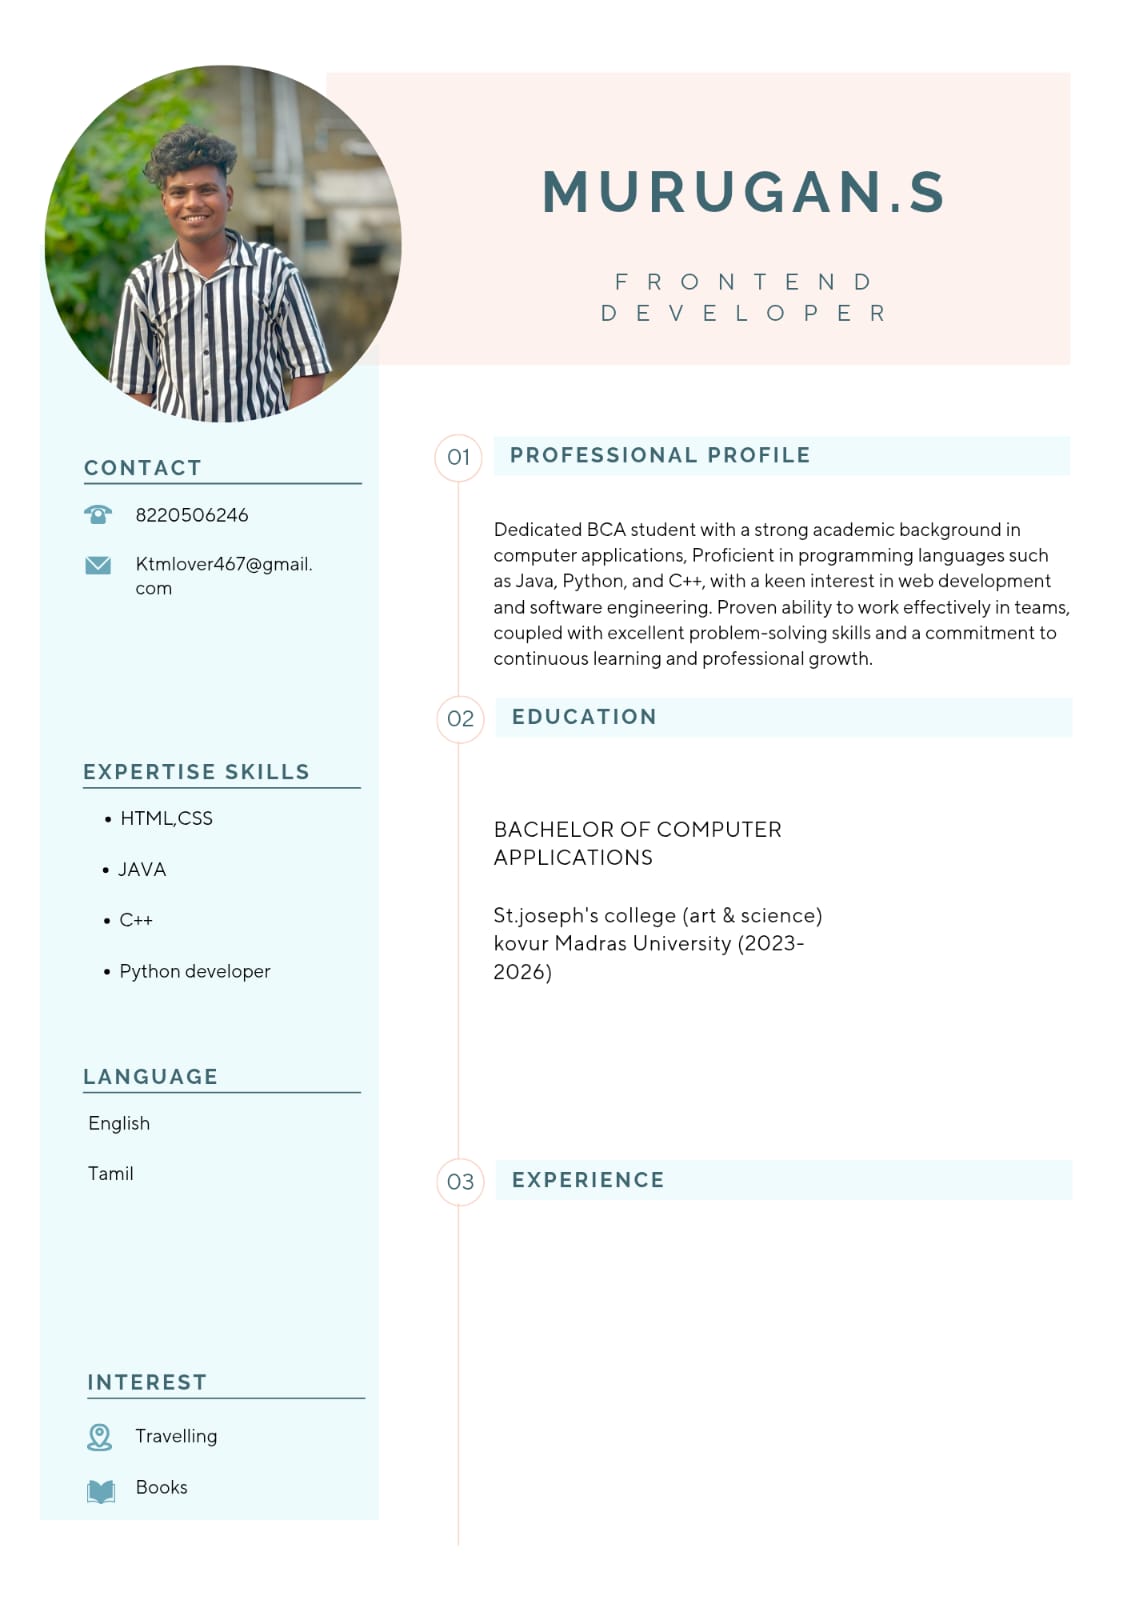 MURUGAN.S
FRONTEND
DEVELOPER
CONTACT
8220506246
Ktmlover467@gmail.
com
EXPERTISE SKILLS
• HTML,CSS
• JAVA
• C++
• Python developer
LANGUAGE
English
Tamil
INTEREST
Travelling
Books
01 PROFESSIONAL PROFILE
Dedicated BCA student with a strong academic background in
computer applications, Proficient in programming languages such
as Java, Python, and C++, with a keen interest in web development
and software engineering. Proven ability to work effectively in teams,
coupled with excellent problem-solving skills and a commitment to
continuous learning and professional growth.
02 EDUCATION
BACHELOR OF COMPUTER
APPLICATIONS
St.joseph's college (art & science)
kovur Madras University (2023-
2026)
03 EXPERIENCE